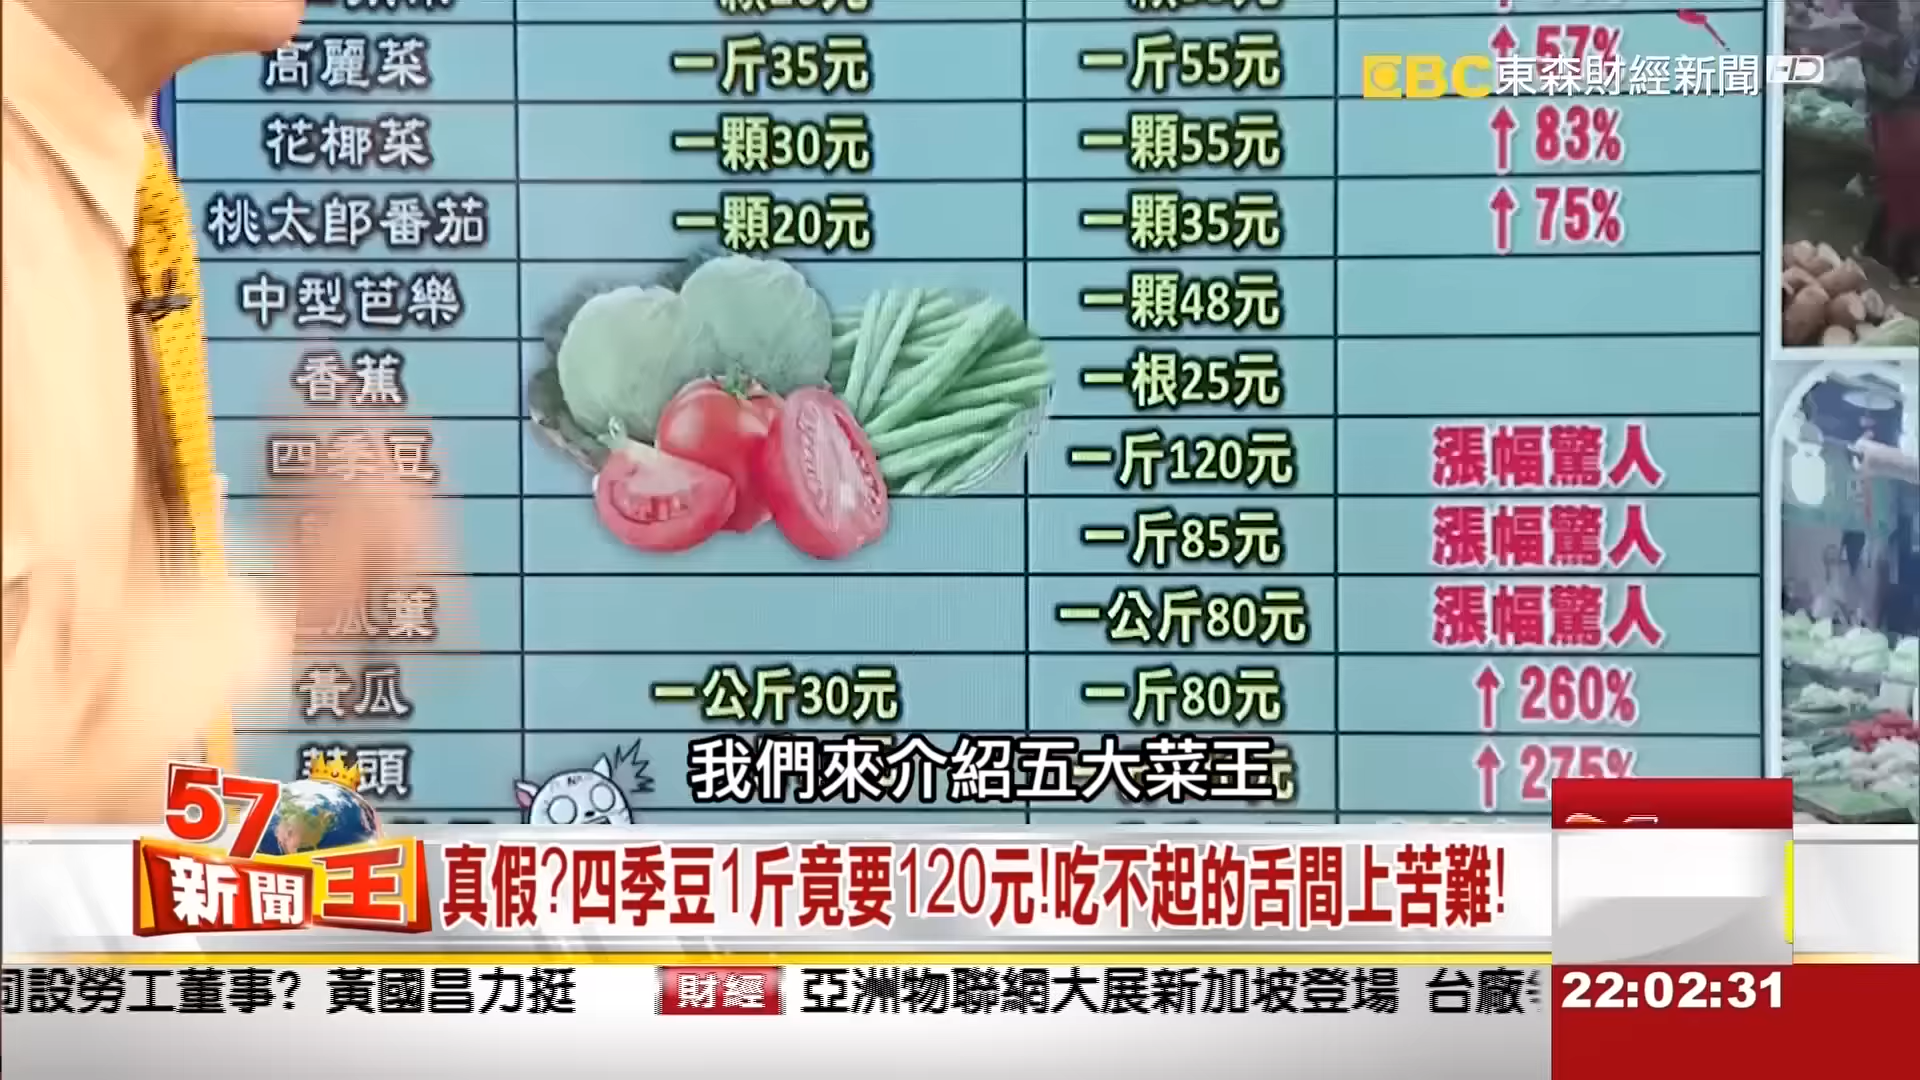 高麗菜 一斤35元 一斤55元 ↑57%
EBC東森財經新聞HD
花椰菜 一顆30元 一顆55元 ↑83%
桃太郎番茄 一顆20元 一顆35元 ↑75%
中型芭樂 一顆48元
香蕉 一根25元
四季豆 一斤120元 漲幅驚人
一斤85元 漲幅驚人
瓜葉 一公斤80元 漲幅驚人
黃瓜 一公斤30元 一斤80元 ↑260%
頭 元 ↑275%
我們來介紹五大菜王
57新聞王
真假?四季豆1斤竟要120元!吃不起的舌間上苦難!
設勞工董事? 黃國昌力挺 財經 亞洲物聯網大展新加坡登場 台廠
22:02:31